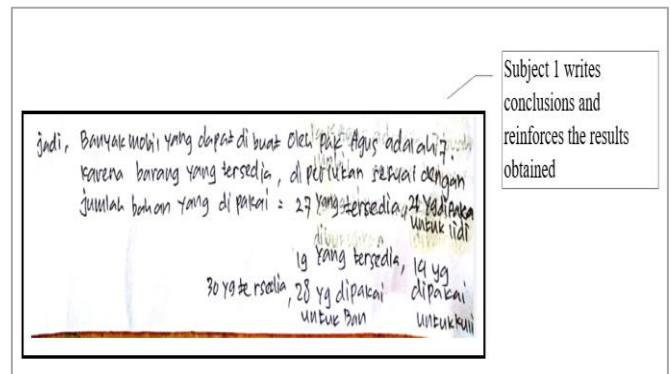 jadi, Banyak mobil yang dapat di buat Oleh Pak Agus adalah 7.
karena barang yang tersedia, di perlukan sesuai dengan
jumlah bahan yang di pakai = 27 yang tersedia, 21 yg dipakai
untuk lidi
19 yang tersedia, 14 yg
dipakai
untuk
30 yg tersedia, 28 yg dipakai
untuk Ban
Subject 1 writes
conclusions and
reinforces the results
obtained